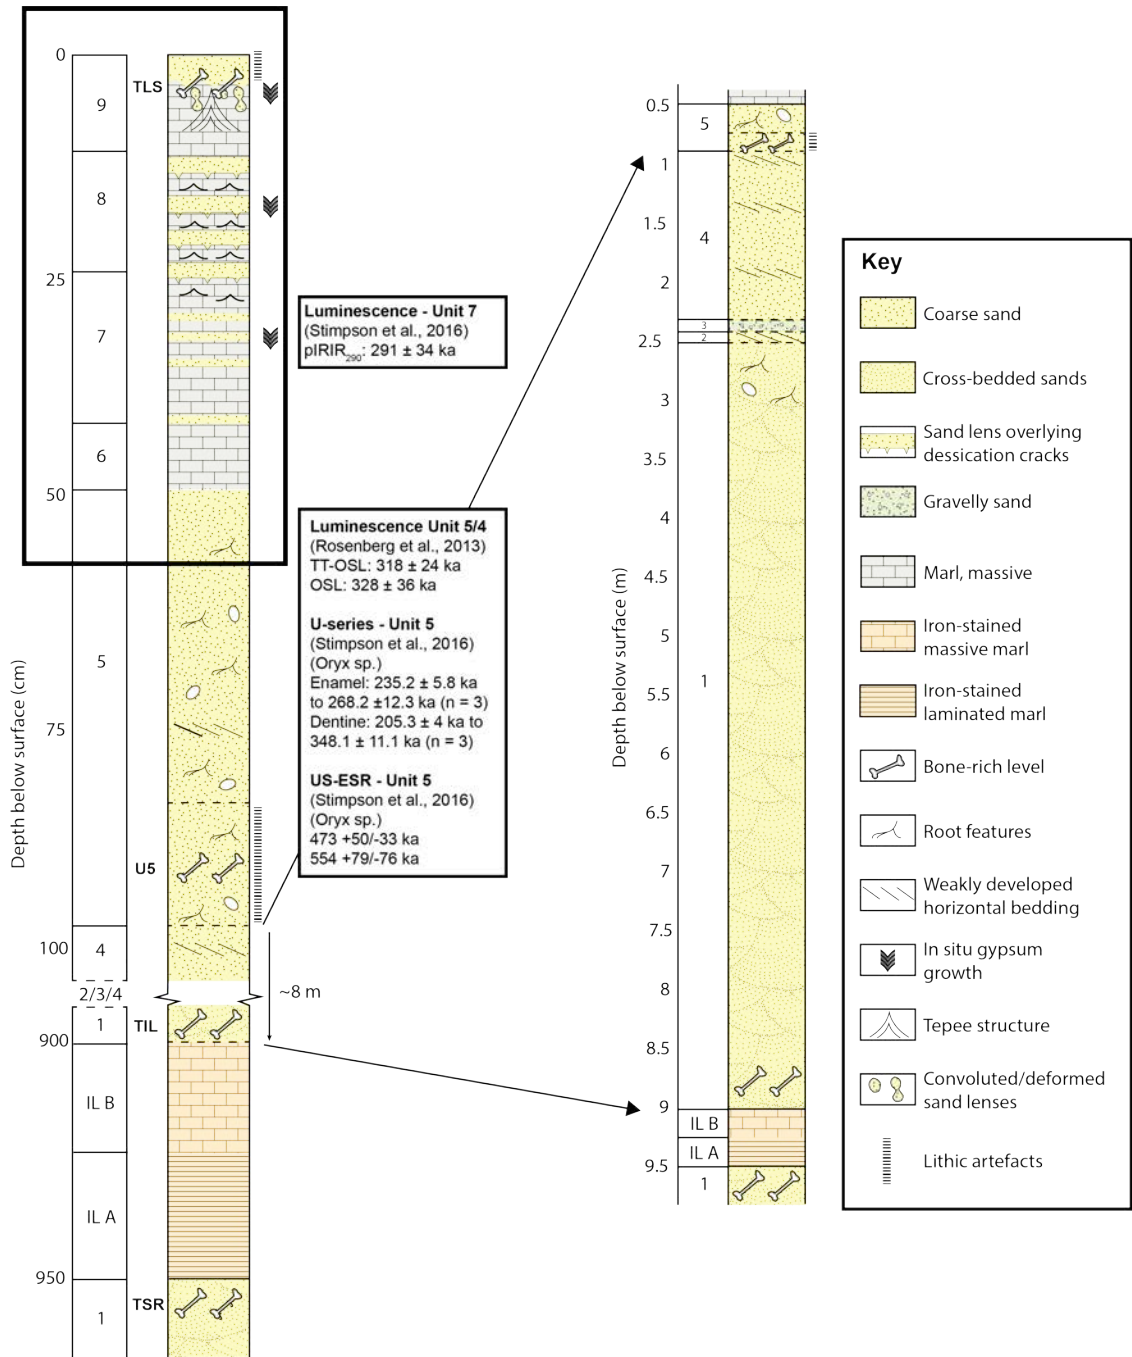 0
TLS
9
8
25
7
6
50
5
75
U5
100
4
2/3/4
~8 m
1
TIL
900
IL B
IL A
950
TSR
1
Depth below surface (cm)
Luminescence - Unit 7
(Stimpson et al., 2016)
pIRIR290: 291 ± 34 ka
Luminescence Unit 5/4
(Rosenberg et al., 2013)
TT-OSL: 318 ± 24 ka
OSL: 328 ± 36 ka
U-series - Unit 5
(Stimpson et al., 2016)
(Oryx sp.)
Enamel: 235.2 ± 5.8 ka
to 268.2 ±12.3 ka (n = 3)
Dentine: 205.3 ± 4 ka to
348.1 ± 11.1 ka (n = 3)
US-ESR - Unit 5
(Stimpson et al., 2016)
(Oryx sp.)
473 +50/-33 ka
554 +79/-76 ka
0.5
5
1
1.5
4
2
3
2
2.5
3
3.5
4
4.5
5
5.5
1
6
6.5
7
7.5
8
8.5
9
IL B
IL A
9.5
1
Depth below surface (m)
Key
Coarse sand
Cross-bedded sands
Sand lens overlying
dessication cracks
Gravelly sand
Marl, massive
Iron-stained
massive marl
Iron-stained
laminated marl
Bone-rich level
Root features
Weakly developed
horizontal bedding
In situ gypsum
growth
Tepee structure
Convoluted/deformed
sand lenses
Lithic artefacts